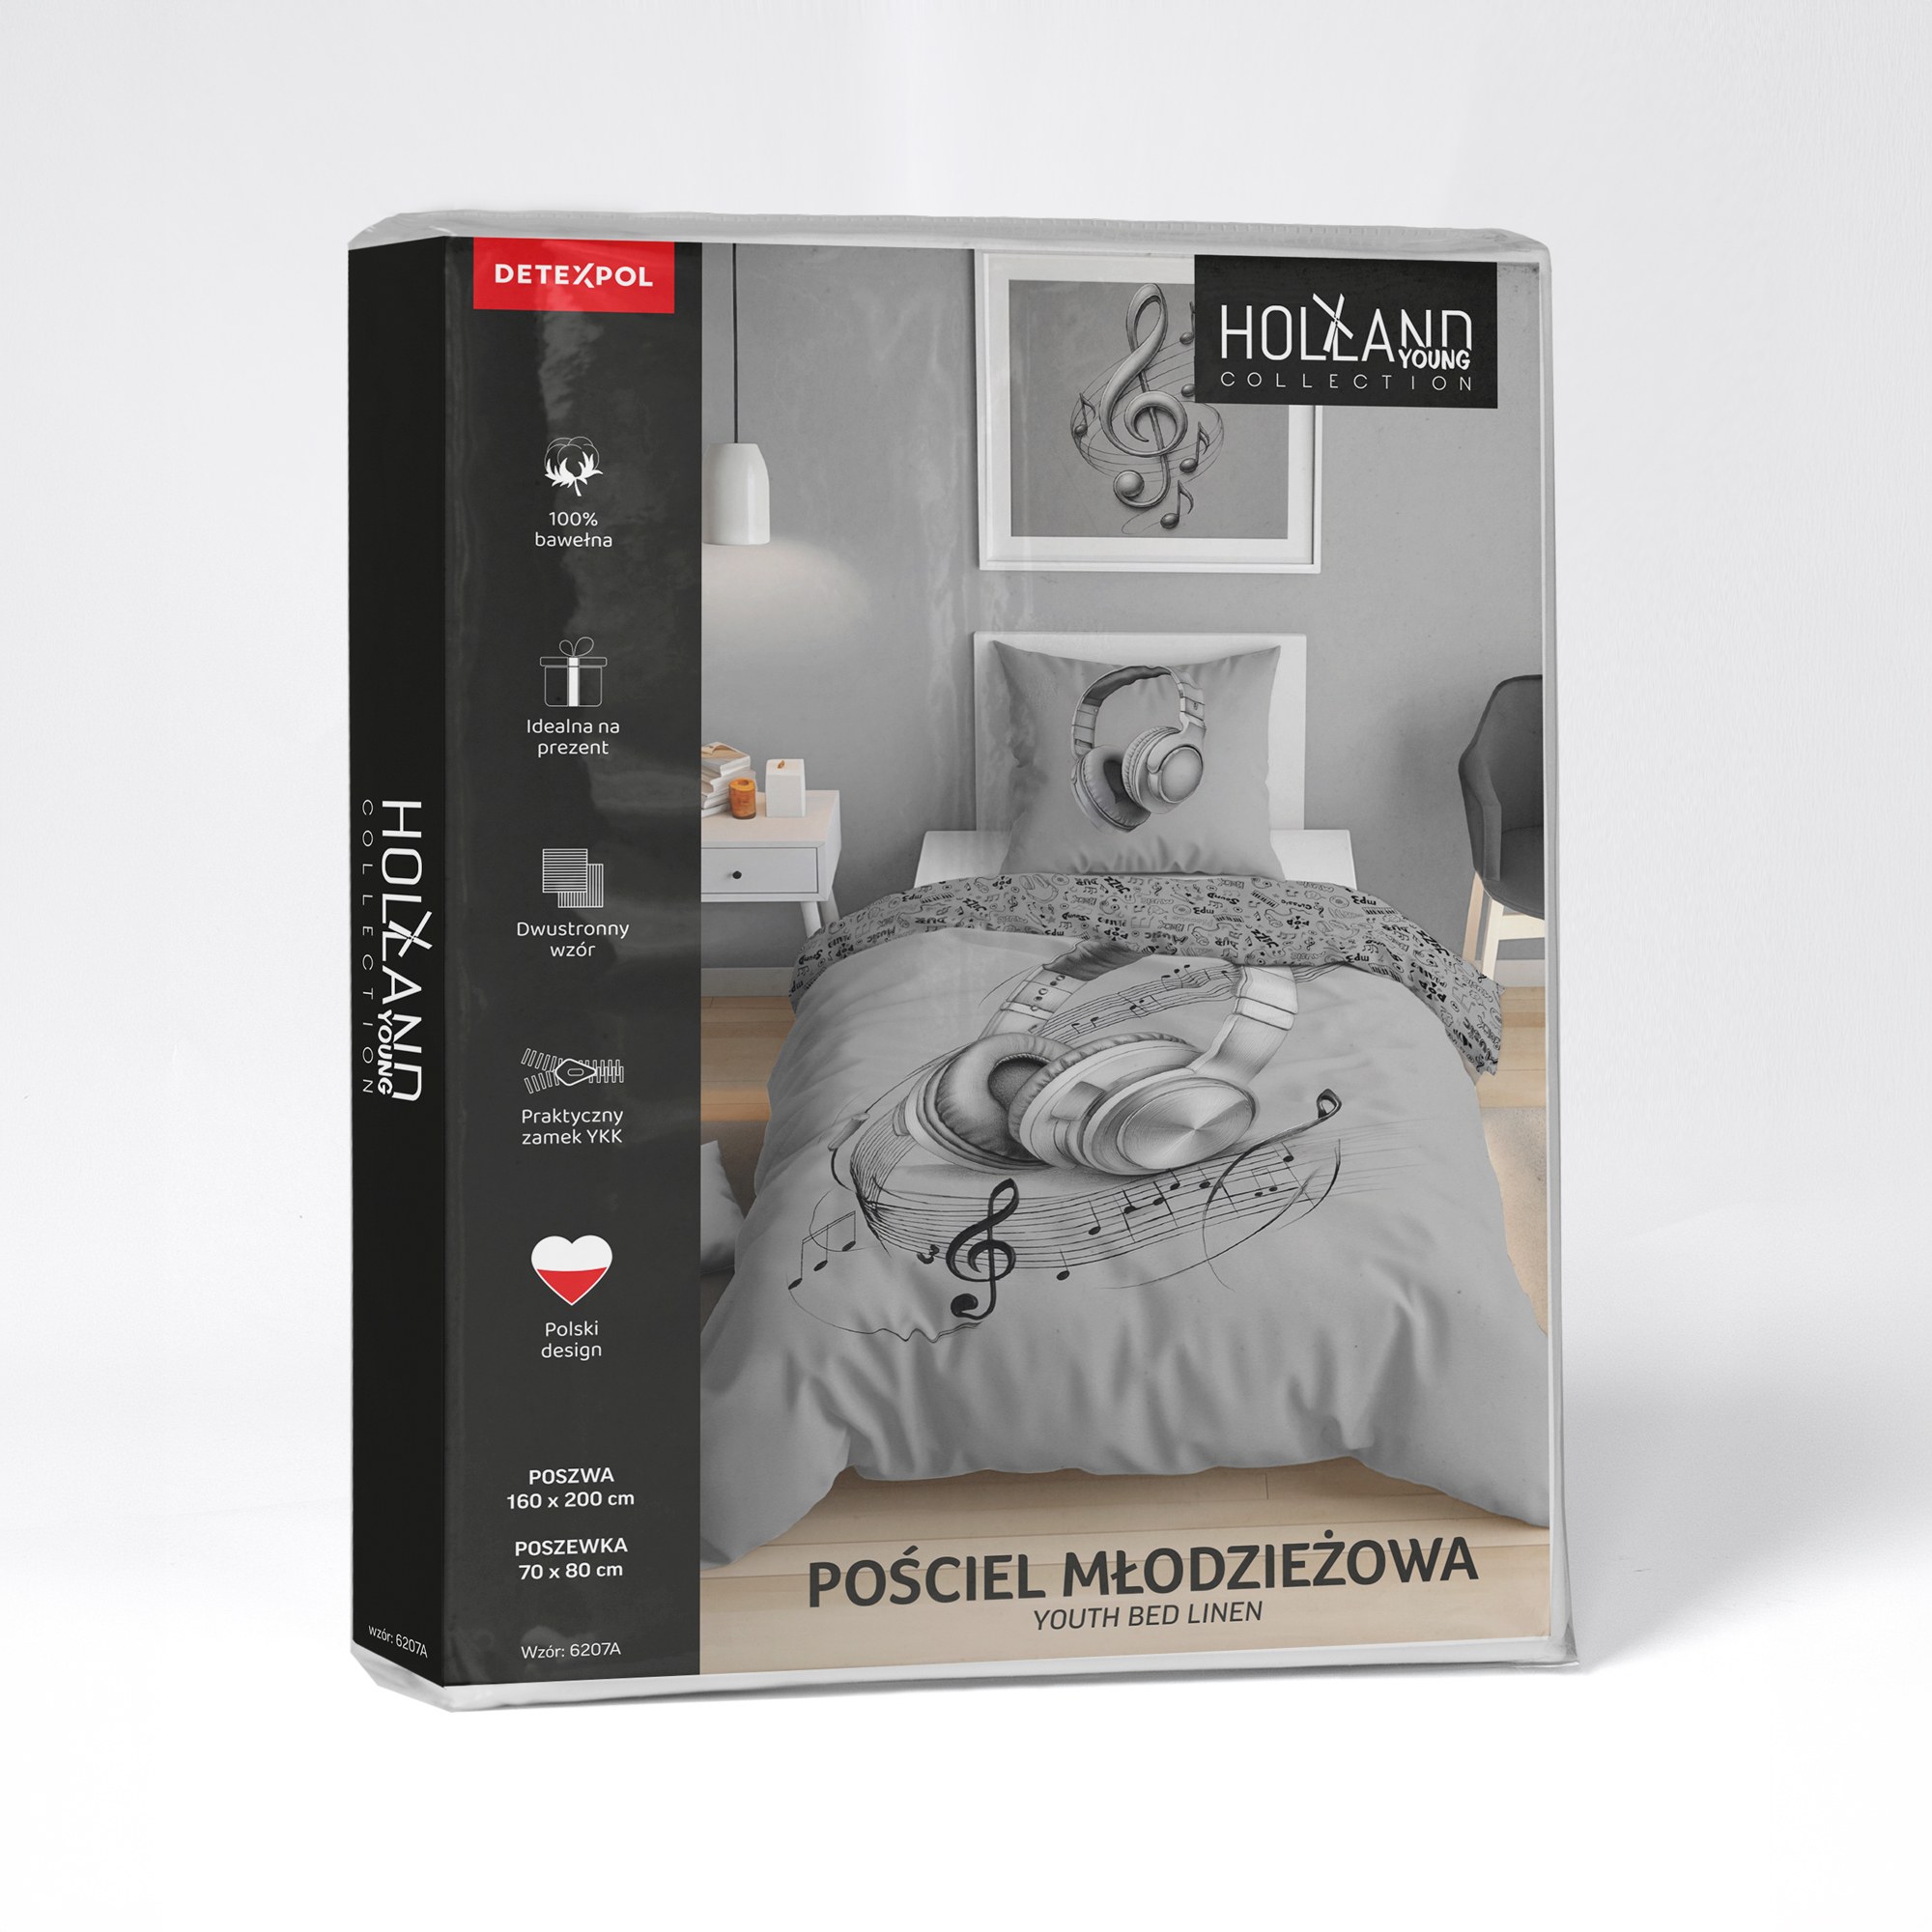 DETEXPOL
100%
bawełna
Idealna na
prezent
Dwustronny
wzór
Praktyczny
zamek YKK
Polski
design
POSZWA
160 x 200 cm
POSZEWKA
70 x 80 cm
Wzór: 6207A
HOLLAND
YOUNG
COLLECTION
POŚCIEL MŁODZIEŻOWA
YOUTH BED LINEN
HOLLAND
YOUNG
COLLECTION
wzór: 6207A